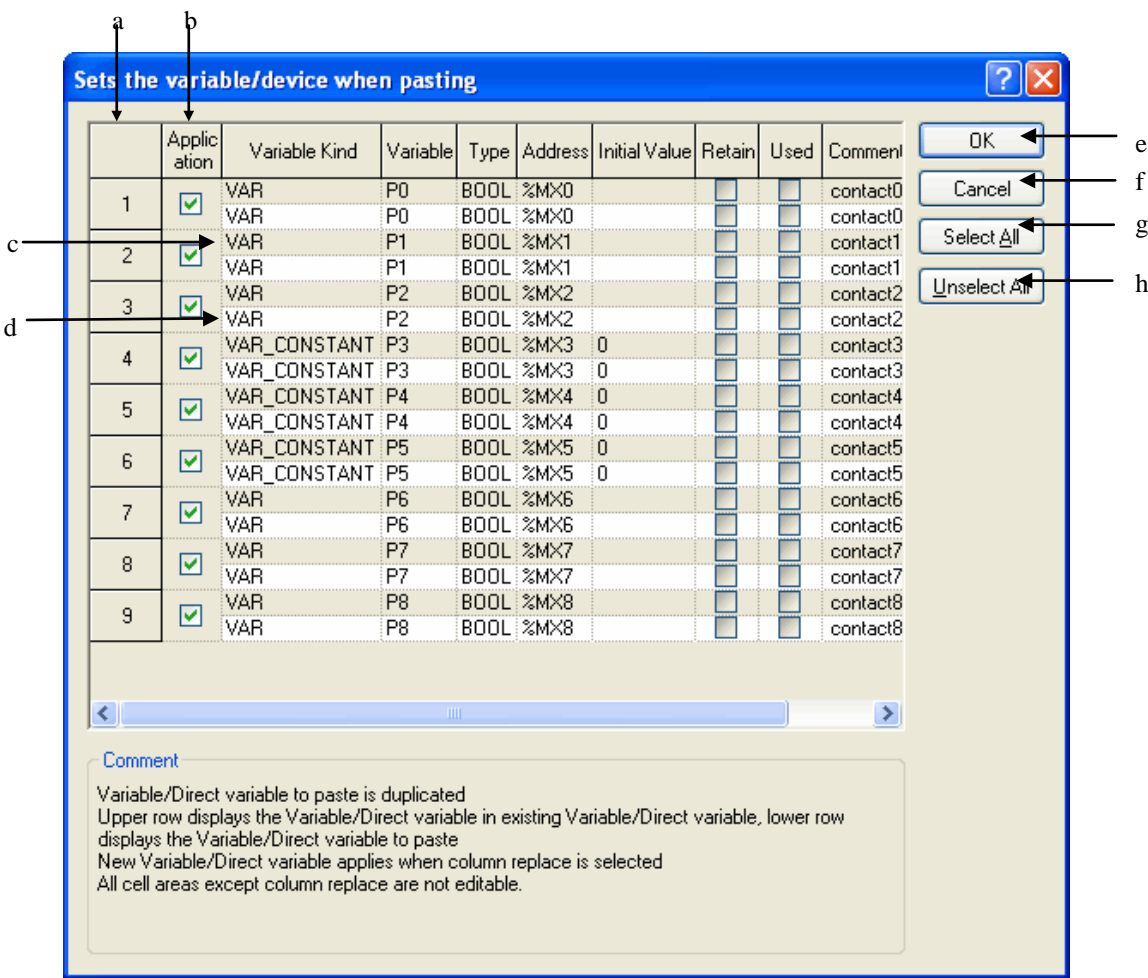 a b
Sets the variable/device when pasting
Application Variable Kind Variable Type Address Initial Value Retain Used Comment
OK
e
Cancel
f
Select All
g
Unselect All
h
c
d
1 VAR P0 BOOL %MX0 contact0
VAR P0 BOOL %MX0 contact0
2 VAR P1 BOOL %MX1 contact1
VAR P1 BOOL %MX1 contact1
3 VAR P2 BOOL %MX2 contact2
VAR P2 BOOL %MX2 contact2
4 VAR_CONSTANT P3 BOOL %MX3 0 contact3
VAR_CONSTANT P3 BOOL %MX3 0 contact3
5 VAR_CONSTANT P4 BOOL %MX4 0 contact4
VAR_CONSTANT P4 BOOL %MX4 0 contact4
6 VAR_CONSTANT P5 BOOL %MX5 0 contact5
VAR_CONSTANT P5 BOOL %MX5 0 contact5
7 VAR P6 BOOL %MX6 contact6
VAR P6 BOOL %MX6 contact6
8 VAR P7 BOOL %MX7 contact7
VAR P7 BOOL %MX7 contact7
9 VAR P8 BOOL %MX8 contact8
VAR P8 BOOL %MX8 contact8
Comment
Variable/Direct variable to paste is duplicated
Upper row displays the Variable/Direct variable in existing Variable/Direct variable, lower row
displays the Variable/Direct variable to paste
New Variable/Direct variable applies when column replace is selected
All cell areas except column replace are not editable.